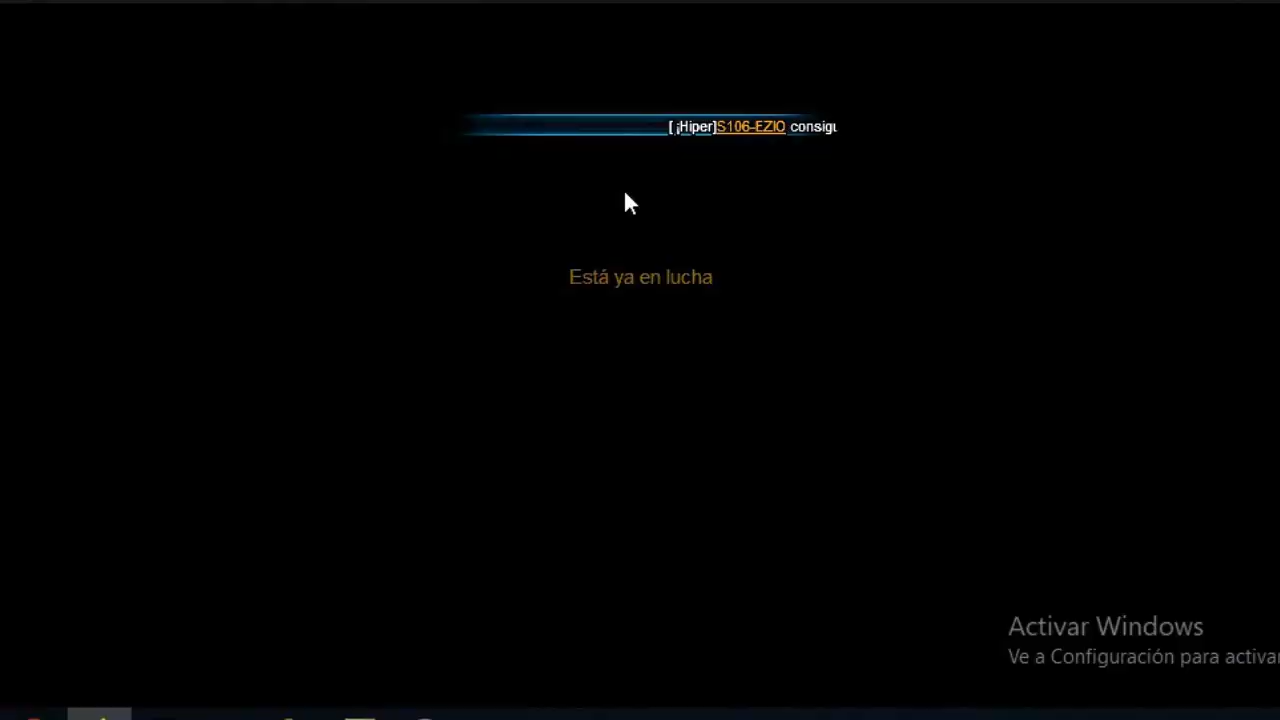 [ ¡Hiper]S106-EZIO consigu
Está ya en lucha
Activar Windows
Ve a Configuración para activar